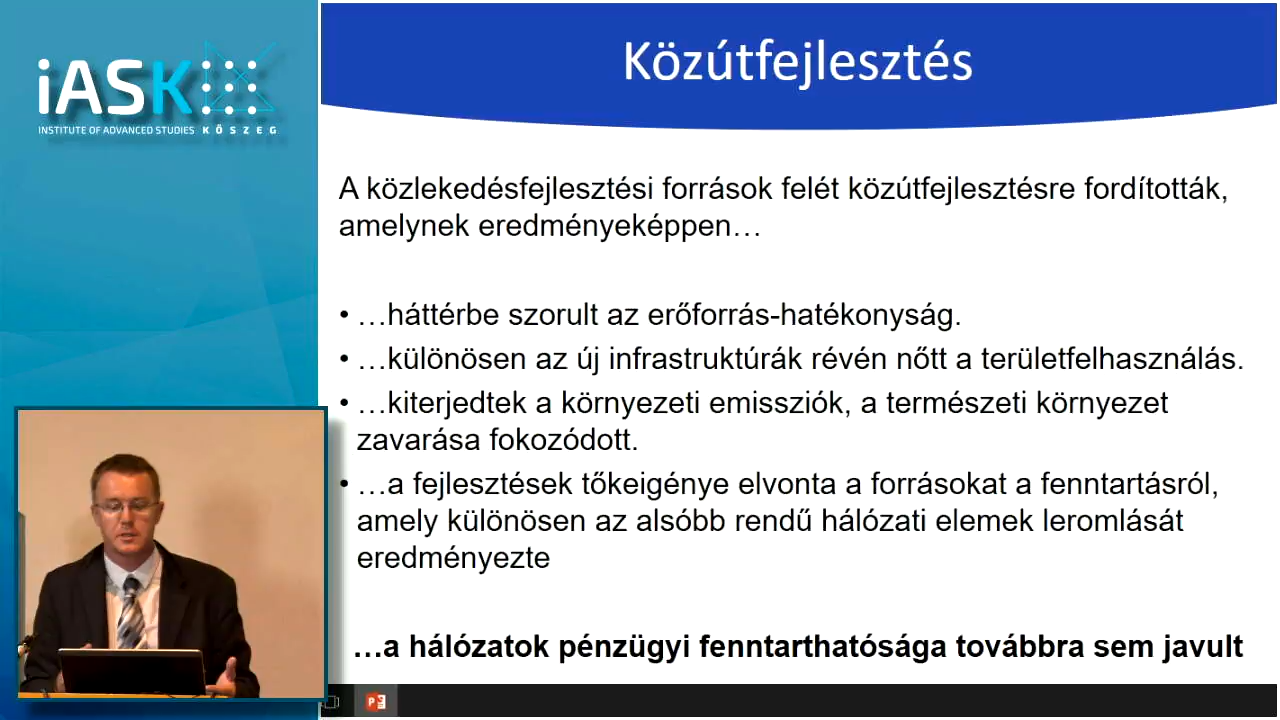 iASK
INSTITUTE OF ADVANCED STUDIES KŐSZEG
Közútfejlesztés
A közlekedésfejlesztési források felét közútfejlesztésre fordították,
amelynek eredményeképpen…
• …háttérbe szorult az erőforrás-hatékonyság.
• …különösen az új infrastruktúrák révén nőtt a területfelhasználás.
• …kiterjedtek a környezeti emissziók, a természeti környezet
zavarása fokozódott.
• …a fejlesztések tőkeigénye elvonta a forrásokat a fenntartásról,
amely különösen az alsóbb rendű hálózati elemek leromlását
eredményezte
…a hálózatok pénzügyi fenntarthatósága továbbra sem javult